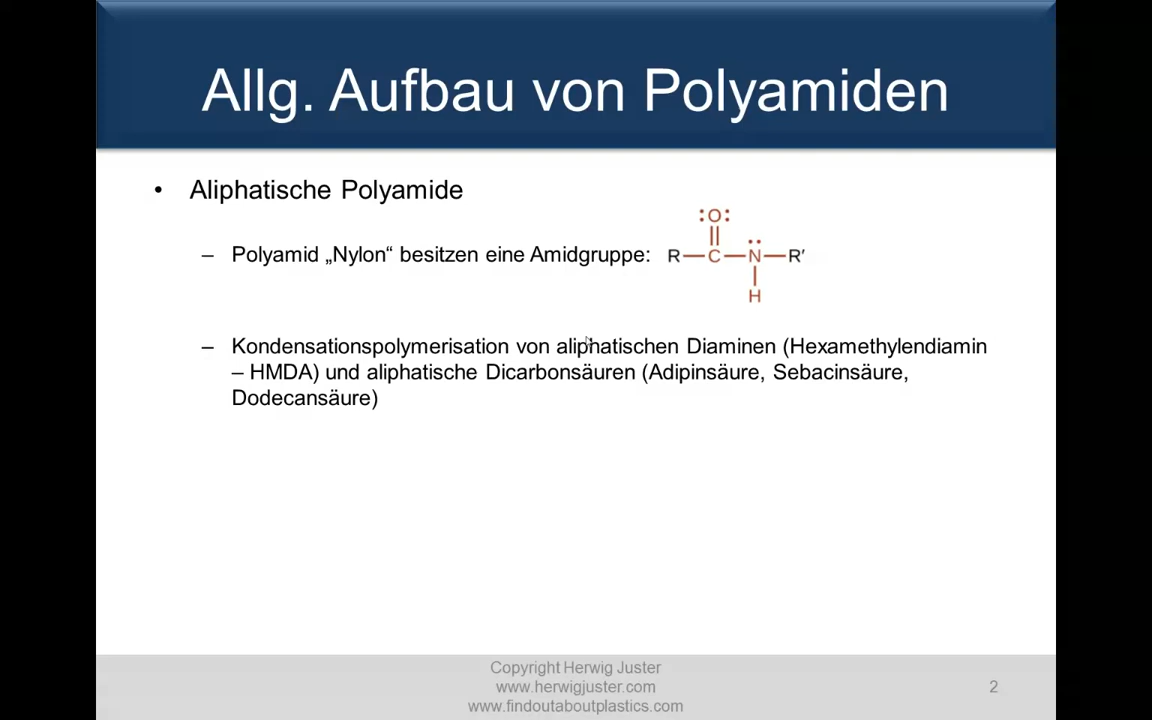 Allg. Aufbau von Polyamiden
• Aliphatische Polyamide
– Polyamid „Nylon“ besitzen eine Amidgruppe:
:O:
R—C—N—R′
H
– Kondensationspolymerisation von aliphatischen Diaminen (Hexamethylendiamin
– HMDA) und aliphatische Dicarbonsäuren (Adipinsäure, Sebacinsäure,
Dodecansäure)
Copyright Herwig Juster
www.herwigjuster.com
www.findoutaboutplastics.com
2